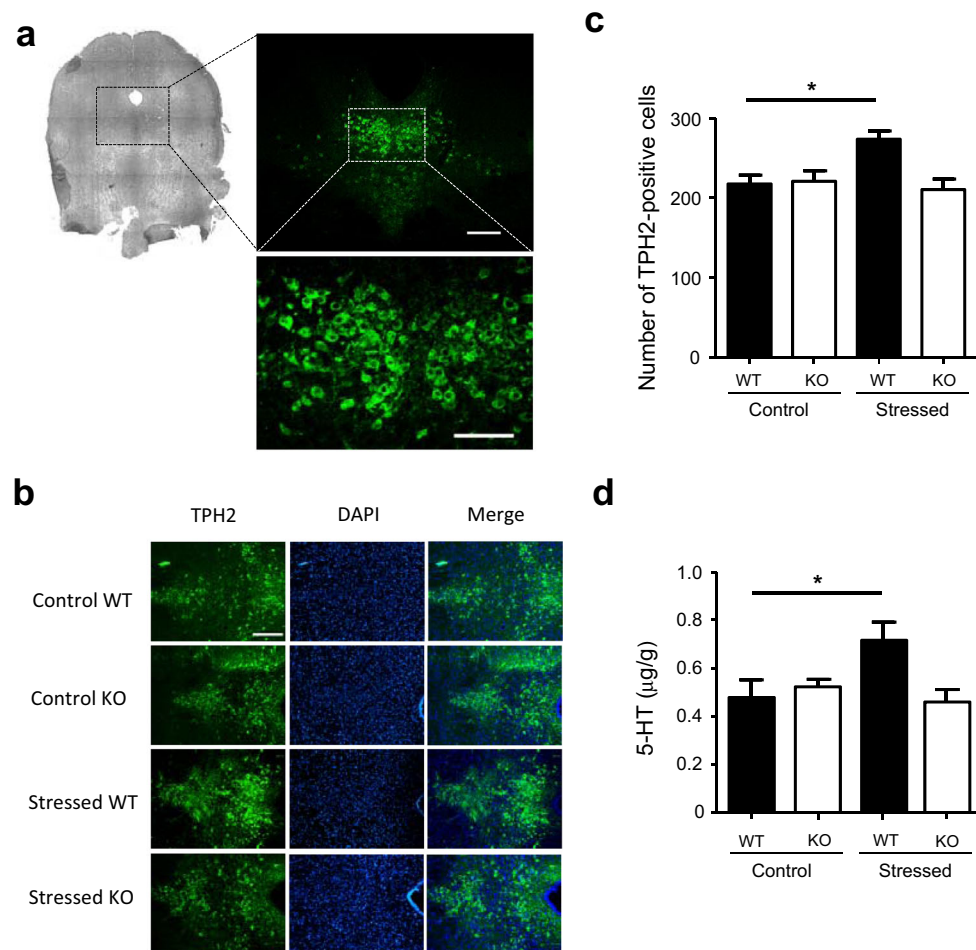 a
b
TPH2 DAPI Merge
Control WT
Control KO
Stressed WT
Stressed KO
c
Number of TPH2-positive cells
300
200
100
0
*
WT KO WT KO
Control Stressed
d
5-HT (μg/g)
1.0
0.8
0.6
0.4
0.2
0
*
WT KO WT KO
Control Stressed